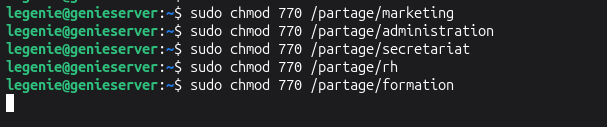 legenie@genieserver:~$ sudo chmod 770 /partage/marketing
legenie@genieserver:~$ sudo chmod 770 /partage/administration
legenie@genieserver:~$ sudo chmod 770 /partage/secretariat
legenie@genieserver:~$ sudo chmod 770 /partage/rh
legenie@genieserver:~$ sudo chmod 770 /partage/formation